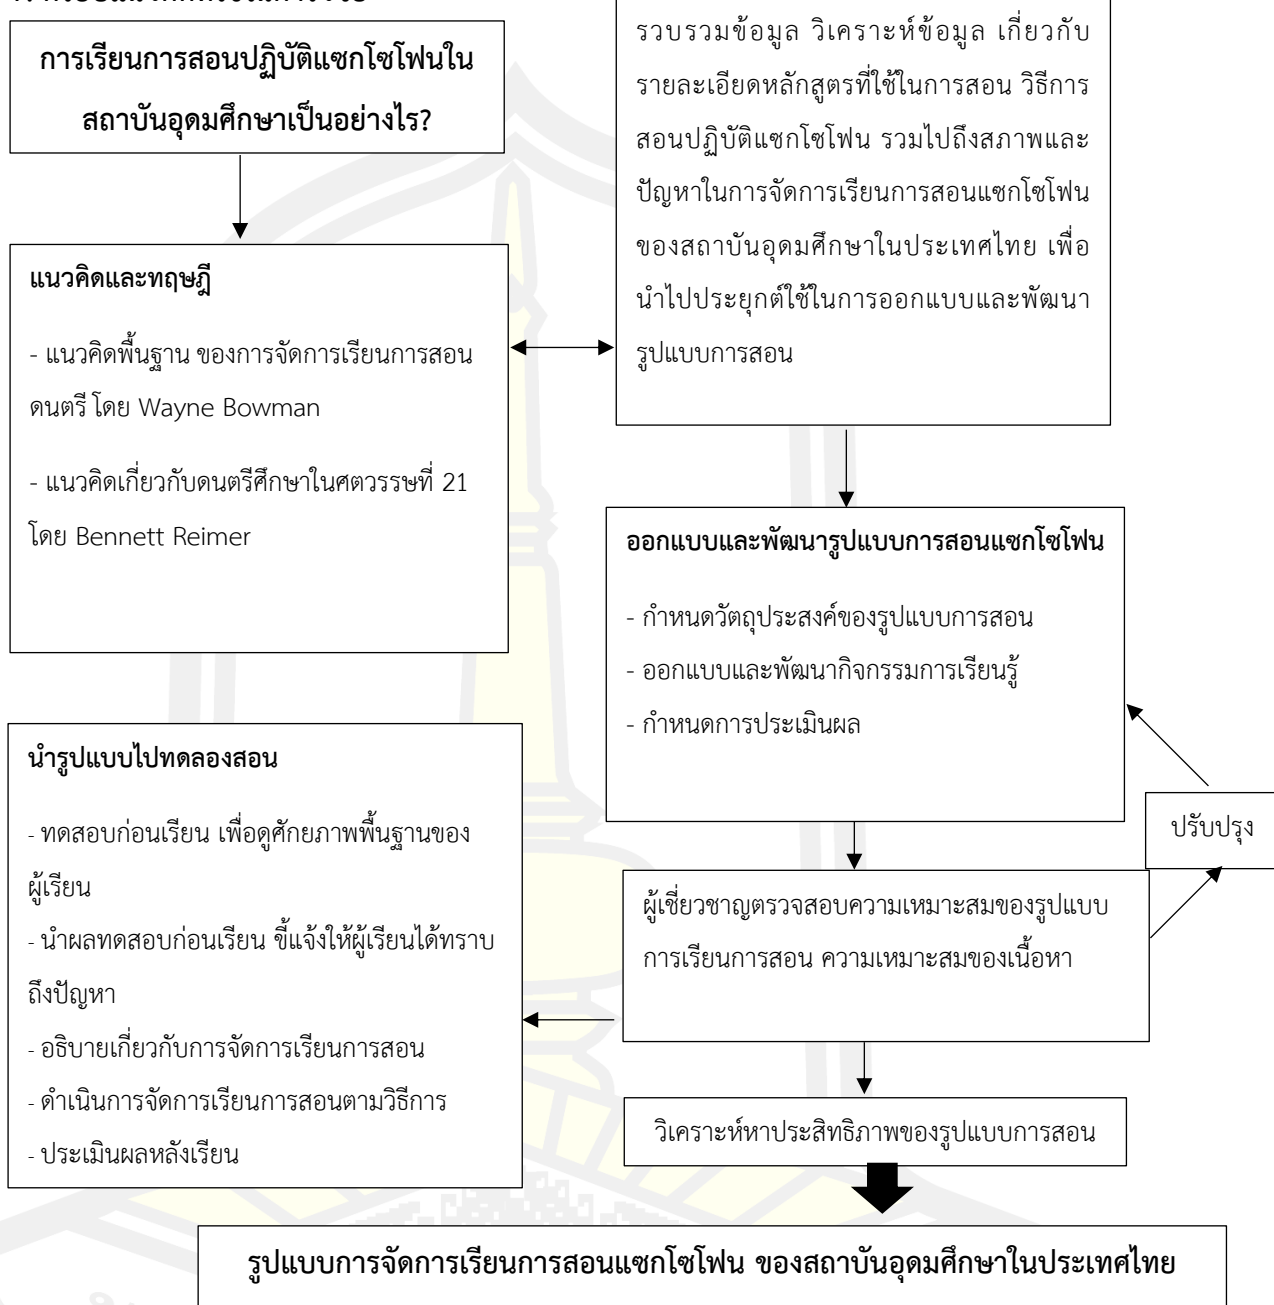 การเรียนการสอนปฏิบัติแซกโซโฟนใน
สถาบันอุดมศึกษาเป็นอย่างไร?
รวบรวมข้อมูล วิเคราะห์ข้อมูล เกี่ยวกับ
รายละเอียดหลักสูตรที่ใช้ในการสอน วิธีการ
สอนปฏิบัติแซกโซโฟน รวมไปถึงสภาพและ
ปัญหาในการจัดการเรียนการสอนแซกโซโฟน
ของสถาบันอุดมศึกษาในประเทศไทย เพื่อ
นำไปประยุกต์ใช้ในการออกแบบและพัฒนา
รูปแบบการสอน
แนวคิดและทฤษฎี
- แนวคิดพื้นฐาน ของการจัดการเรียนการสอน
ดนตรี โดย Wayne Bowman
- แนวคิดเกี่ยวกับดนตรีศึกษาในศตวรรษที่ 21
โดย Bennett Reimer
ออกแบบและพัฒนารูปแบบการสอนแซกโซโฟน
- กำหนดวัตถุประสงค์ของรูปแบบการสอน
- ออกแบบและพัฒนากิจกรรมการเรียนรู้
- กำหนดการประเมินผล
ปรับปรุง
นำรูปแบบไปทดลองสอน
- ทดสอบก่อนเรียน เพื่อดูศักยภาพพื้นฐานของ
ผู้เรียน
- นำผลทดสอบก่อนเรียน ขี้แจ้งให้ผู้เรียนได้ทราบ
ถึงปัญหา
- อธิบายเกี่ยวกับการจัดการเรียนการสอน
- ดำเนินการจัดการเรียนการสอนตามวิธีการ
- ประเมินผลหลังเรียน
ผู้เชี่ยวชาญตรวจสอบความเหมาะสมของรูปแบบ
การเรียนการสอน ความเหมาะสมของเนื้อหา
วิเคราะห์หาประสิทธิภาพของรูปแบบการสอน
รูปแบบการจัดการเรียนการสอนแซกโซโฟน ของสถาบันอุดมศึกษาในประเทศไทย